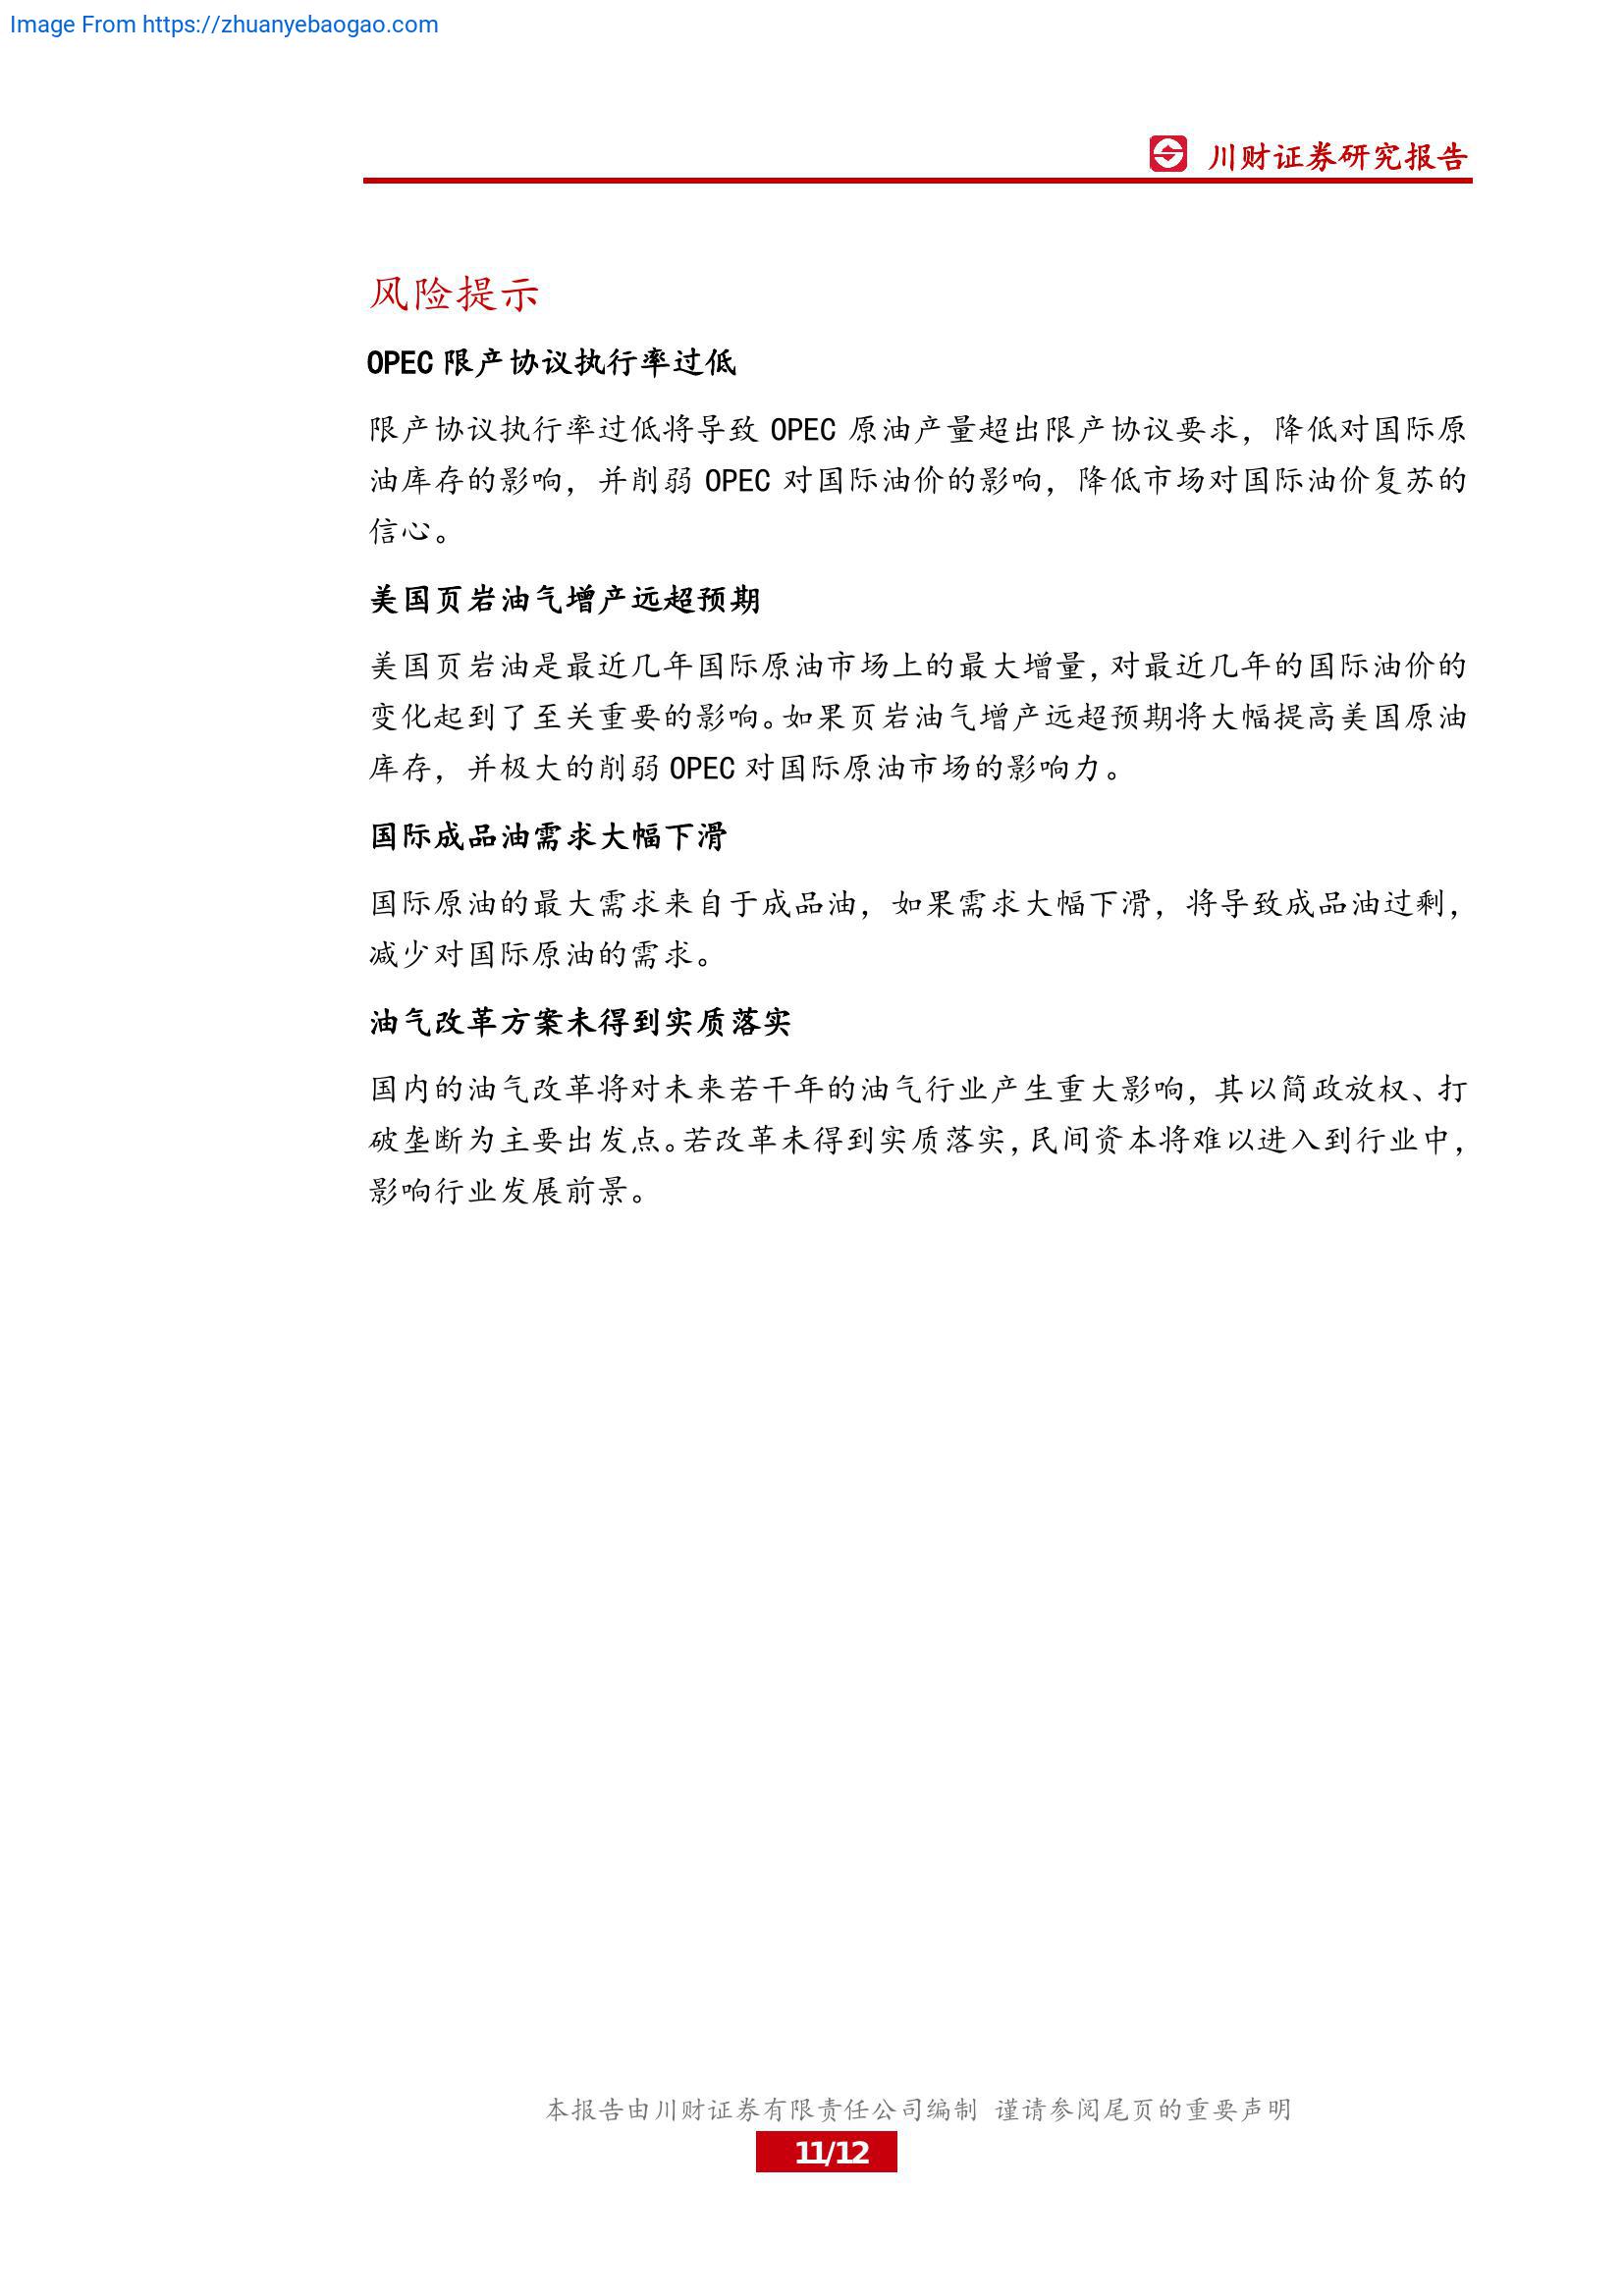 Image From https://zhuanyebaogao.com
川财证券研究报告
风险提示
OPEC 限产协议执行率过低
限产协议执行率过低将导致 OPEC 原油产量超出限产协议要求，降低对国际原
油库存的影响，并削弱 OPEC 对国际油价的影响，降低市场对国际油价复苏的
信心。
美国页岩油气增产远超预期
美国页岩油是最近几年国际原油市场上的最大增量，对最近几年的国际油价的
变化起到了至关重要的影响。如果页岩油气增产远超预期将大幅提高美国原油
库存，并极大的削弱 OPEC 对国际原油市场的影响力。
国际成品油需求大幅下滑
国际原油的最大需求来自于成品油，如果需求大幅下滑，将导致成品油过剩，
减少对国际原油的需求。
油气改革方案未得到实质落实
国内的油气改革将对未来若干年的油气行业产生重大影响，其以简政放权、打
破垄断为主要出发点。若改革未得到实质落实，民间资本将难以进入到行业中，
影响行业发展前景。
本报告由川财证券有限责任公司编制 谨请参阅尾页的重要声明
11/12